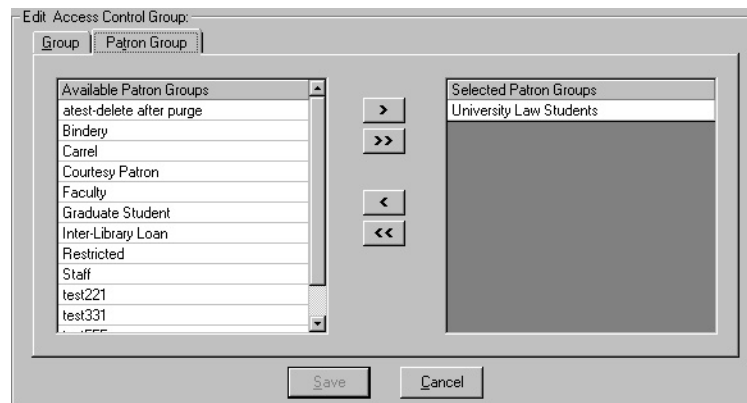 Edit Access Control Group:
Group Patron Group
Available Patron Groups
atest-delete after purge
Bindery
Carrel
Courtesy Patron
Faculty
Graduate Student
Inter-Library Loan
Restricted
Staff
test221
test331
>
>>
<
<<
Selected Patron Groups
University Law Students
Save Cancel